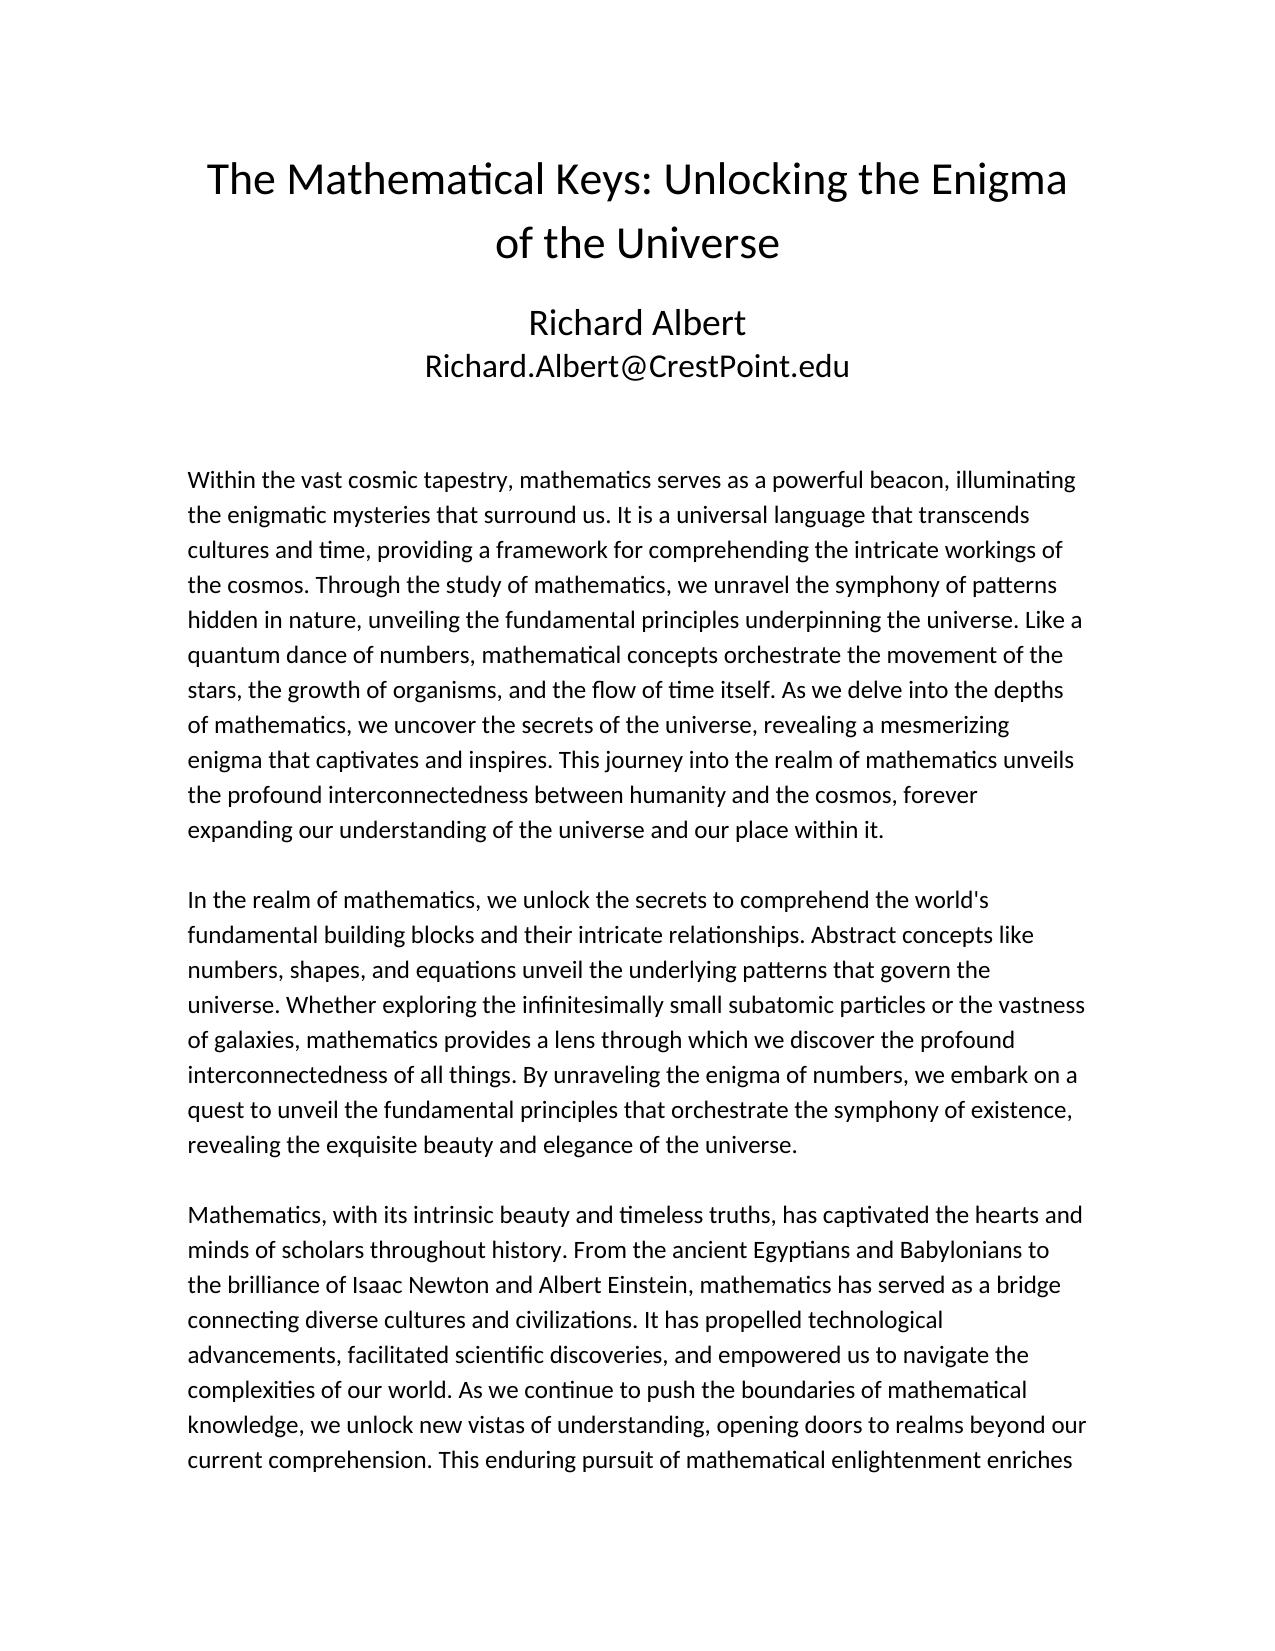 The Mathematical Keys: Unlocking the Enigma
of the Universe
Richard Albert
Richard.Albert@CrestPoint.edu
Within the vast cosmic tapestry, mathematics serves as a powerful beacon, illuminating
the enigmatic mysteries that surround us. It is a universal language that transcends
cultures and time, providing a framework for comprehending the intricate workings of
the cosmos. Through the study of mathematics, we unravel the symphony of patterns
hidden in nature, unveiling the fundamental principles underpinning the universe. Like a
quantum dance of numbers, mathematical concepts orchestrate the movement of the
stars, the growth of organisms, and the flow of time itself. As we delve into the depths
of mathematics, we uncover the secrets of the universe, revealing a mesmerizing
enigma that captivates and inspires. This journey into the realm of mathematics unveils
the profound interconnectedness between humanity and the cosmos, forever
expanding our understanding of the universe and our place within it.
In the realm of mathematics, we unlock the secrets to comprehend the world's
fundamental building blocks and their intricate relationships. Abstract concepts like
numbers, shapes, and equations unveil the underlying patterns that govern the
universe. Whether exploring the infinitesimally small subatomic particles or the vastness
of galaxies, mathematics provides a lens through which we discover the profound
interconnectedness of all things. By unraveling the enigma of numbers, we embark on a
quest to unveil the fundamental principles that orchestrate the symphony of existence,
revealing the exquisite beauty and elegance of the universe.
Mathematics, with its intrinsic beauty and timeless truths, has captivated the hearts and
minds of scholars throughout history. From the ancient Egyptians and Babylonians to
the brilliance of Isaac Newton and Albert Einstein, mathematics has served as a bridge
connecting diverse cultures and civilizations. It has propelled technological
advancements, facilitated scientific discoveries, and empowered us to navigate the
complexities of our world. As we continue to push the boundaries of mathematical
knowledge, we unlock new vistas of understanding, opening doors to realms beyond our
current comprehension. This enduring pursuit of mathematical enlightenment enriches